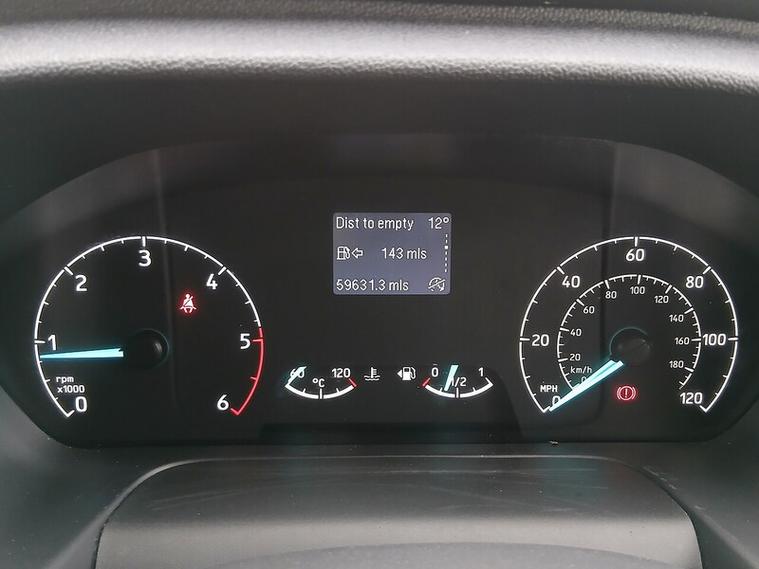 Dist to empty 12°
143 mls
59631.3 mls
0 1 2 3 4 5 6
rpm
x1000
60 120
°C
0 1/2 1
0 20 40 60 80 100 120
MPH
20 40 60 80 100 120 140 160 180
km/h